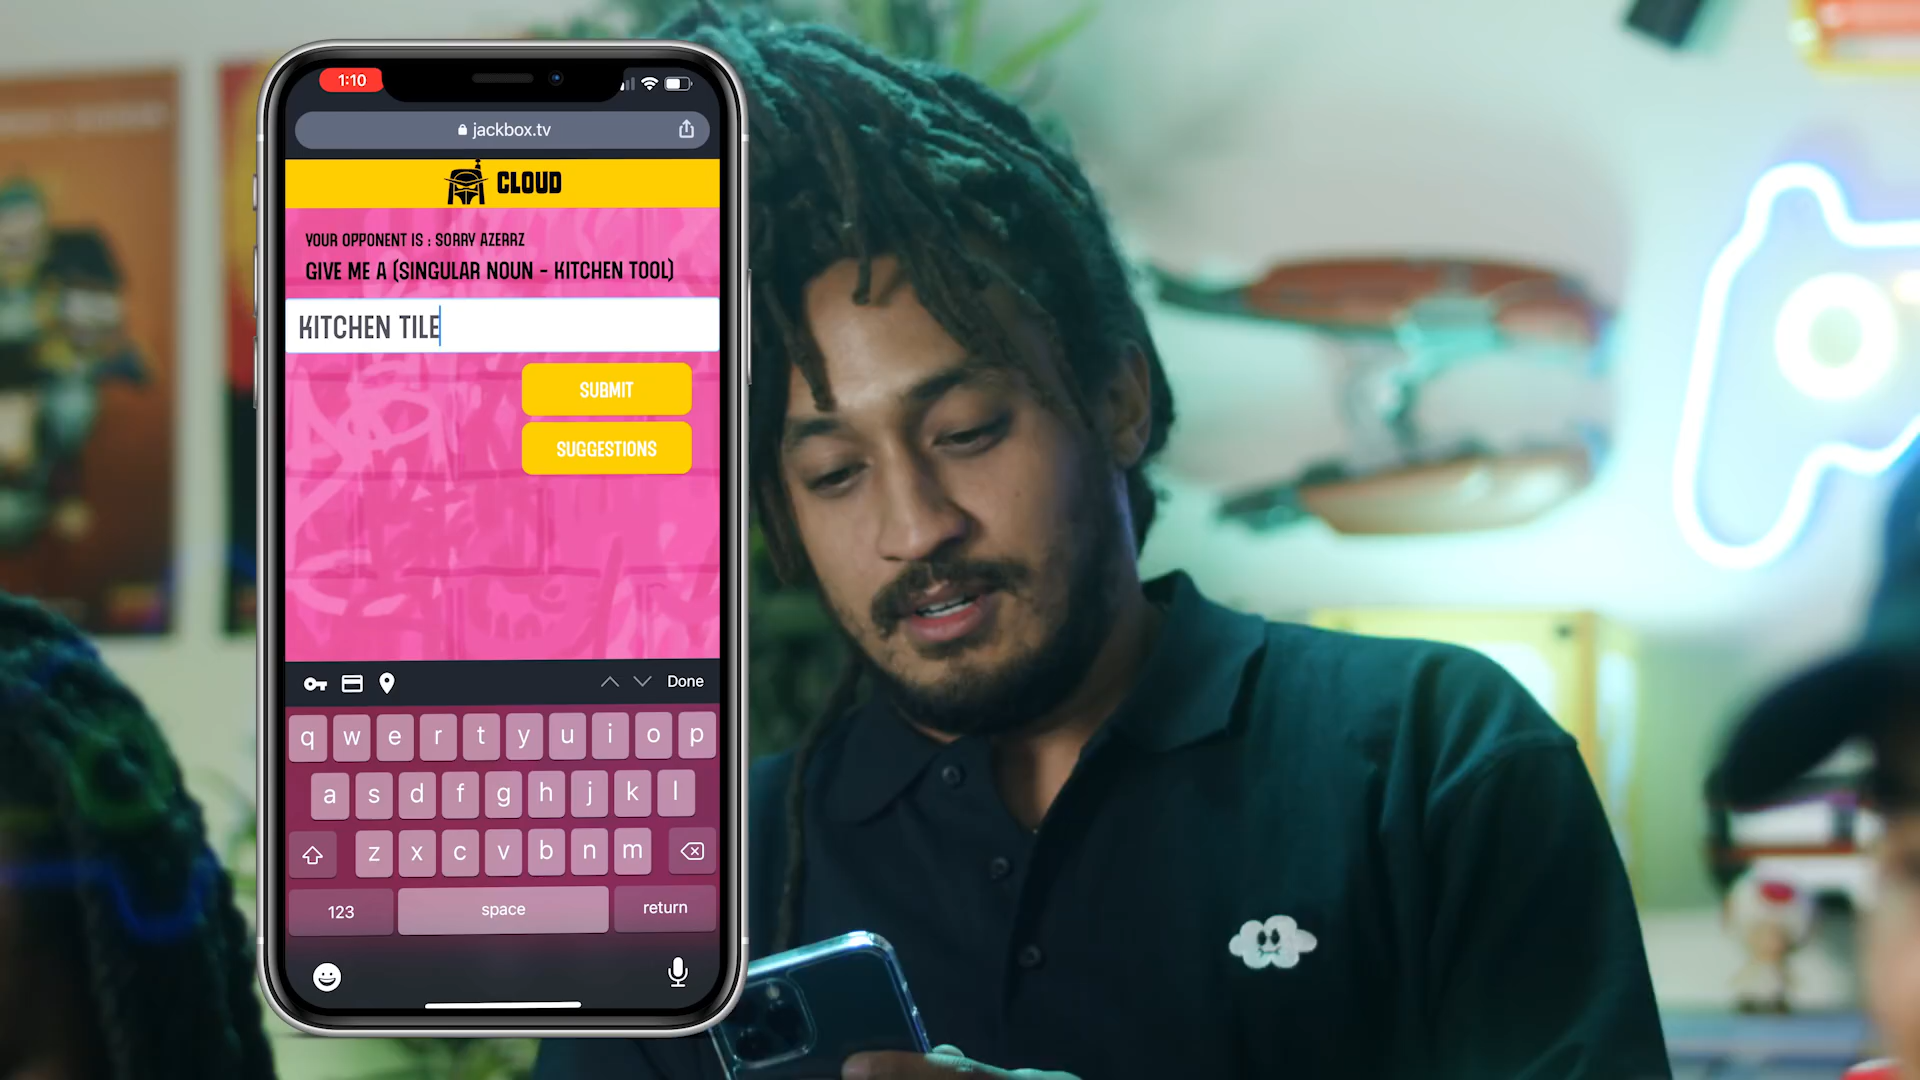 1:10
jackbox.tv
CLOUD
YOUR OPPONENT IS : SORRY AZERRZ
GIVE ME A (SINGULAR NOUN - KITCHEN TOOL)
KITCHEN TILE
SUBMIT
SUGGESTIONS
Done
q w e r t y u i o p
a s d f g h j k l
z x c v b n m
123 space return